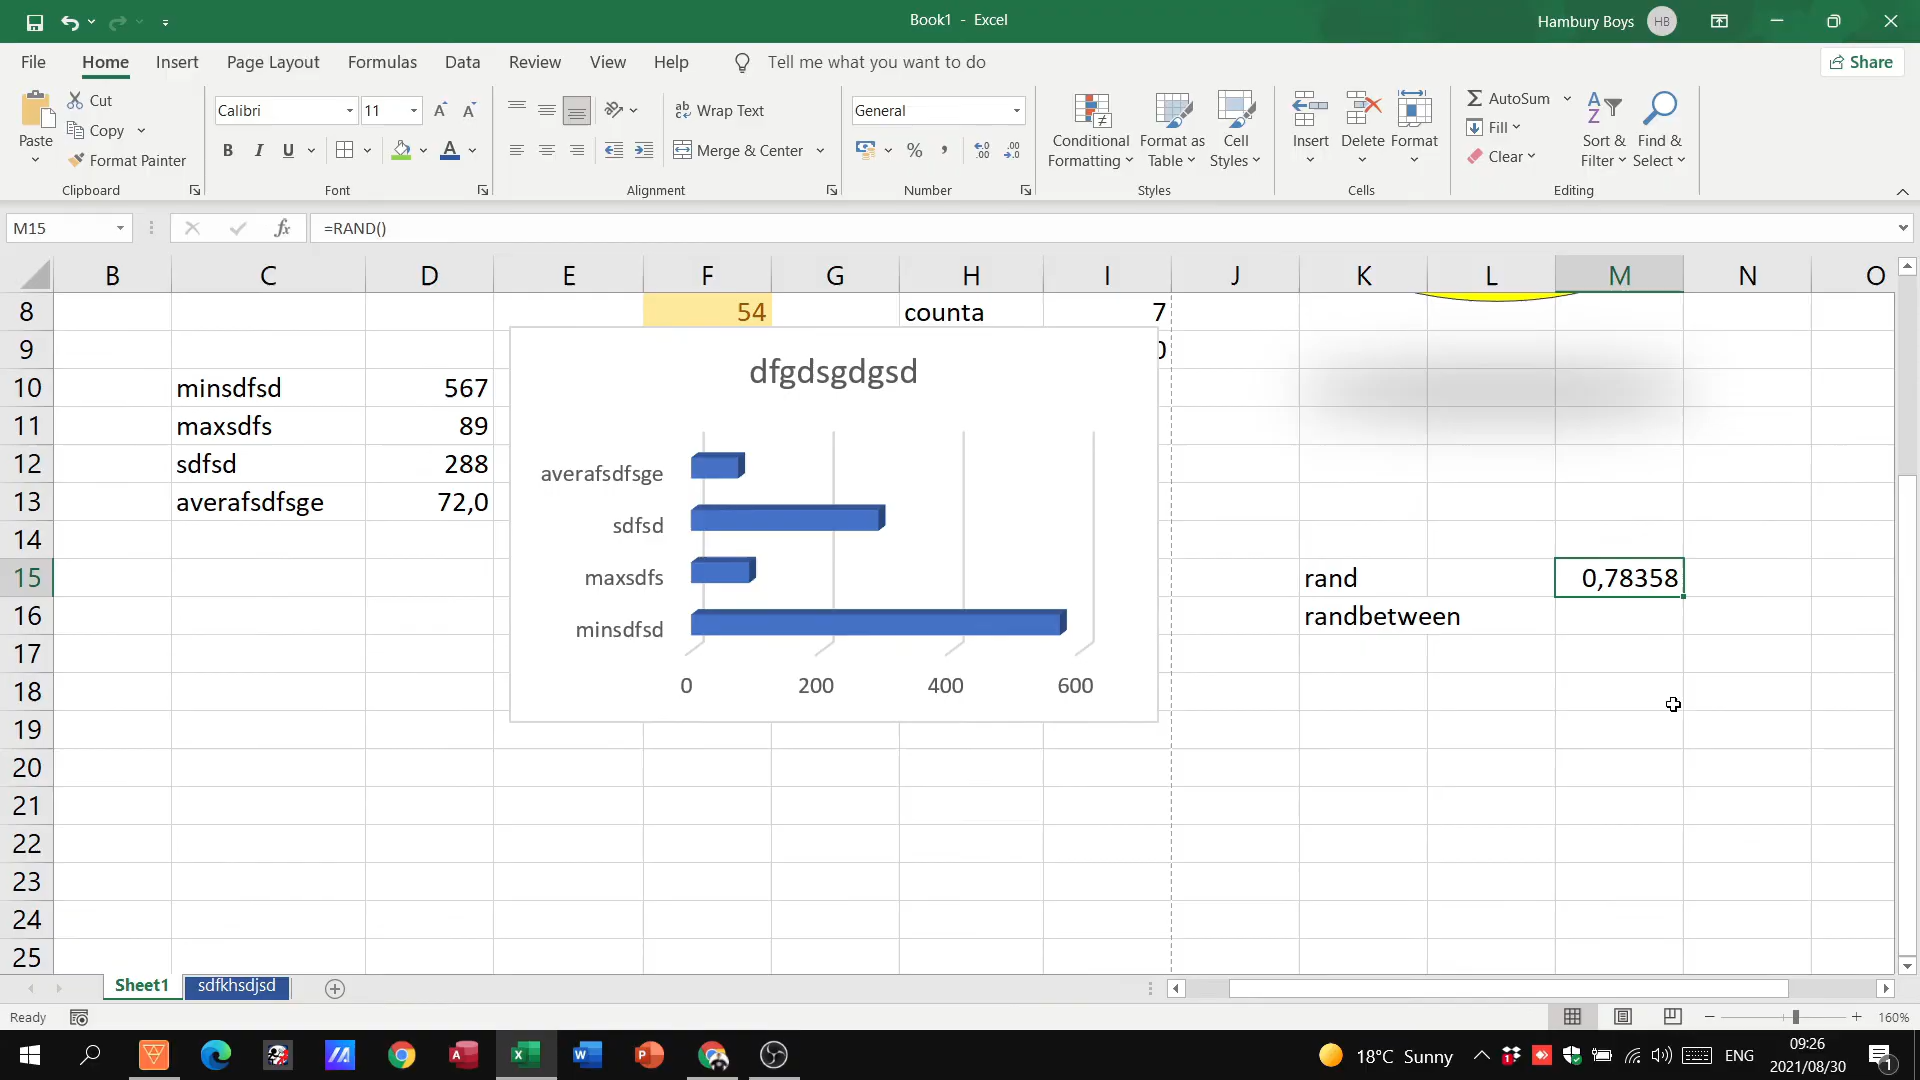 Book1 - Excel
Hambury Boys HB
File Home Insert Page Layout Formulas Data Review View Help Tell me what you want to do Share
Paste
Cut
Copy
Format Painter
Clipboard
Calibri 11 A A
B I U A
Font
ab Wrap Text
Merge & Center
Alignment
General
% ,
Number
Conditional Formatting
Format as Table
Cell Styles
Styles
Insert Delete Format
Cells
AutoSum
Fill
Clear
Sort & Filter
Find & Select
Editing
M15 fx =RAND()
B C D E F G H I J K L M N O
8 54 counta 7
9 0
10 minsdfsd 567
11 maxsdfs 89
12 sdfsd 288
13 averafsdfsge 72,0
14
15 rand 0,78358
16 randbetween
17
18
19
20
21
22
23
24
25
dfgdsgdgsd
averafsdfsge
sdfsd
maxsdfs
minsdfsd
0 200 400 600
Sheet1 sdfkhsdjsd
Ready 160%
18°C Sunny ENG 09:26
2021/08/30
1